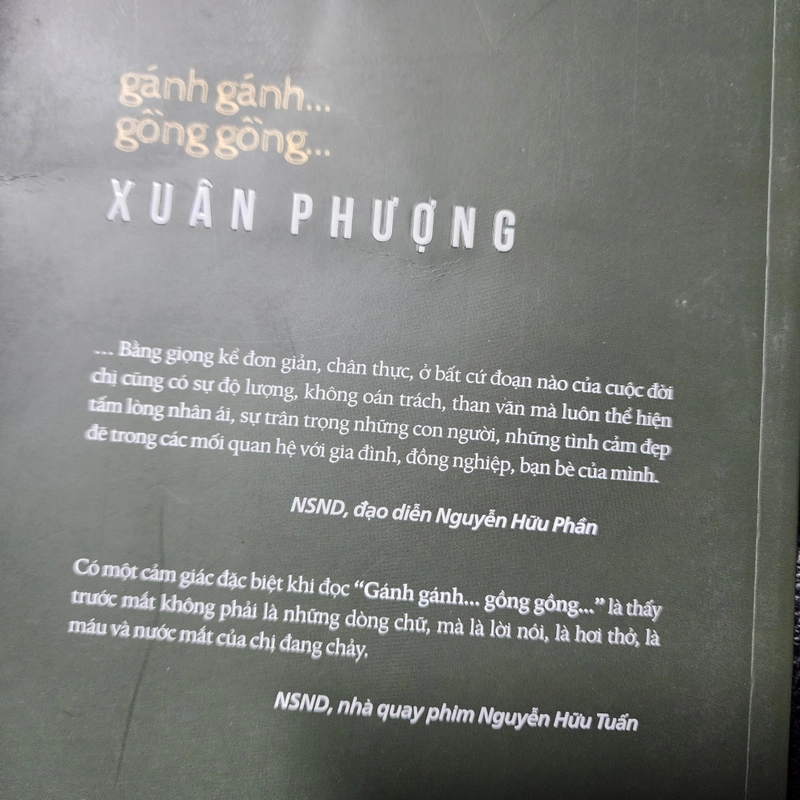 gánh gánh...
gồng gồng...
XUÂN PHƯỢNG
... Bằng giọng kể đơn giản, chân thực, ở bất cứ đoạn nào của cuộc đời
chị cũng có sự độ lượng, không oán trách, than vãn mà luôn thể hiện
tấm lòng nhân ái, sự trân trọng những con người, những tình cảm đẹp
đẽ trong các mối quan hệ với gia đình, đồng nghiệp, bạn bè của mình.
NSND, đạo diễn Nguyễn Hữu Phần
Có một cảm giác đặc biệt khi đọc “Gánh gánh... gồng gồng...” là thấy
trước mắt không phải là những dòng chữ, mà là lời nói, là hơi thở, là
máu và nước mắt của chị đang chảy.
NSND, nhà quay phim Nguyễn Hữu Tuấn